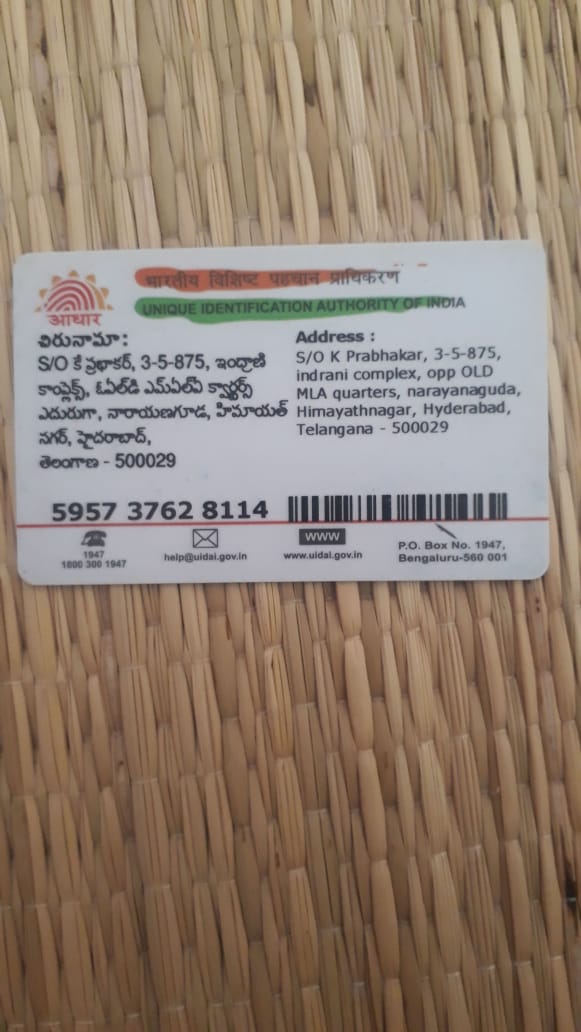 भारतीय विशिष्ट पहचान प्राधिकरण
UNIQUE IDENTIFICATION AUTHORITY OF INDIA
आधार
చిరునామా:
S/O కే ప్రభాకర్, 3-5-875, ఇంద్రాణి
కాంప్లెక్స్, ఓఏల్డి ఎమ్ఏల్ఏ క్వార్టర్స్
ఎదురుగా, నారాయణగూడ, హిమాయత్
నగర్, హైదరాబాద్,
తెలంగాణ - 500029
Address :
S/O K Prabhakar, 3-5-875,
indrani complex, opp OLD
MLA quarters, narayanaguda,
Himayathnagar, Hyderabad,
Telangana - 500029
5957 3762 8114
1947
1800 300 1947
help@uidai.gov.in
WWW
www.uidai.gov.in
P.O. Box No. 1947,
Bengaluru-560 001